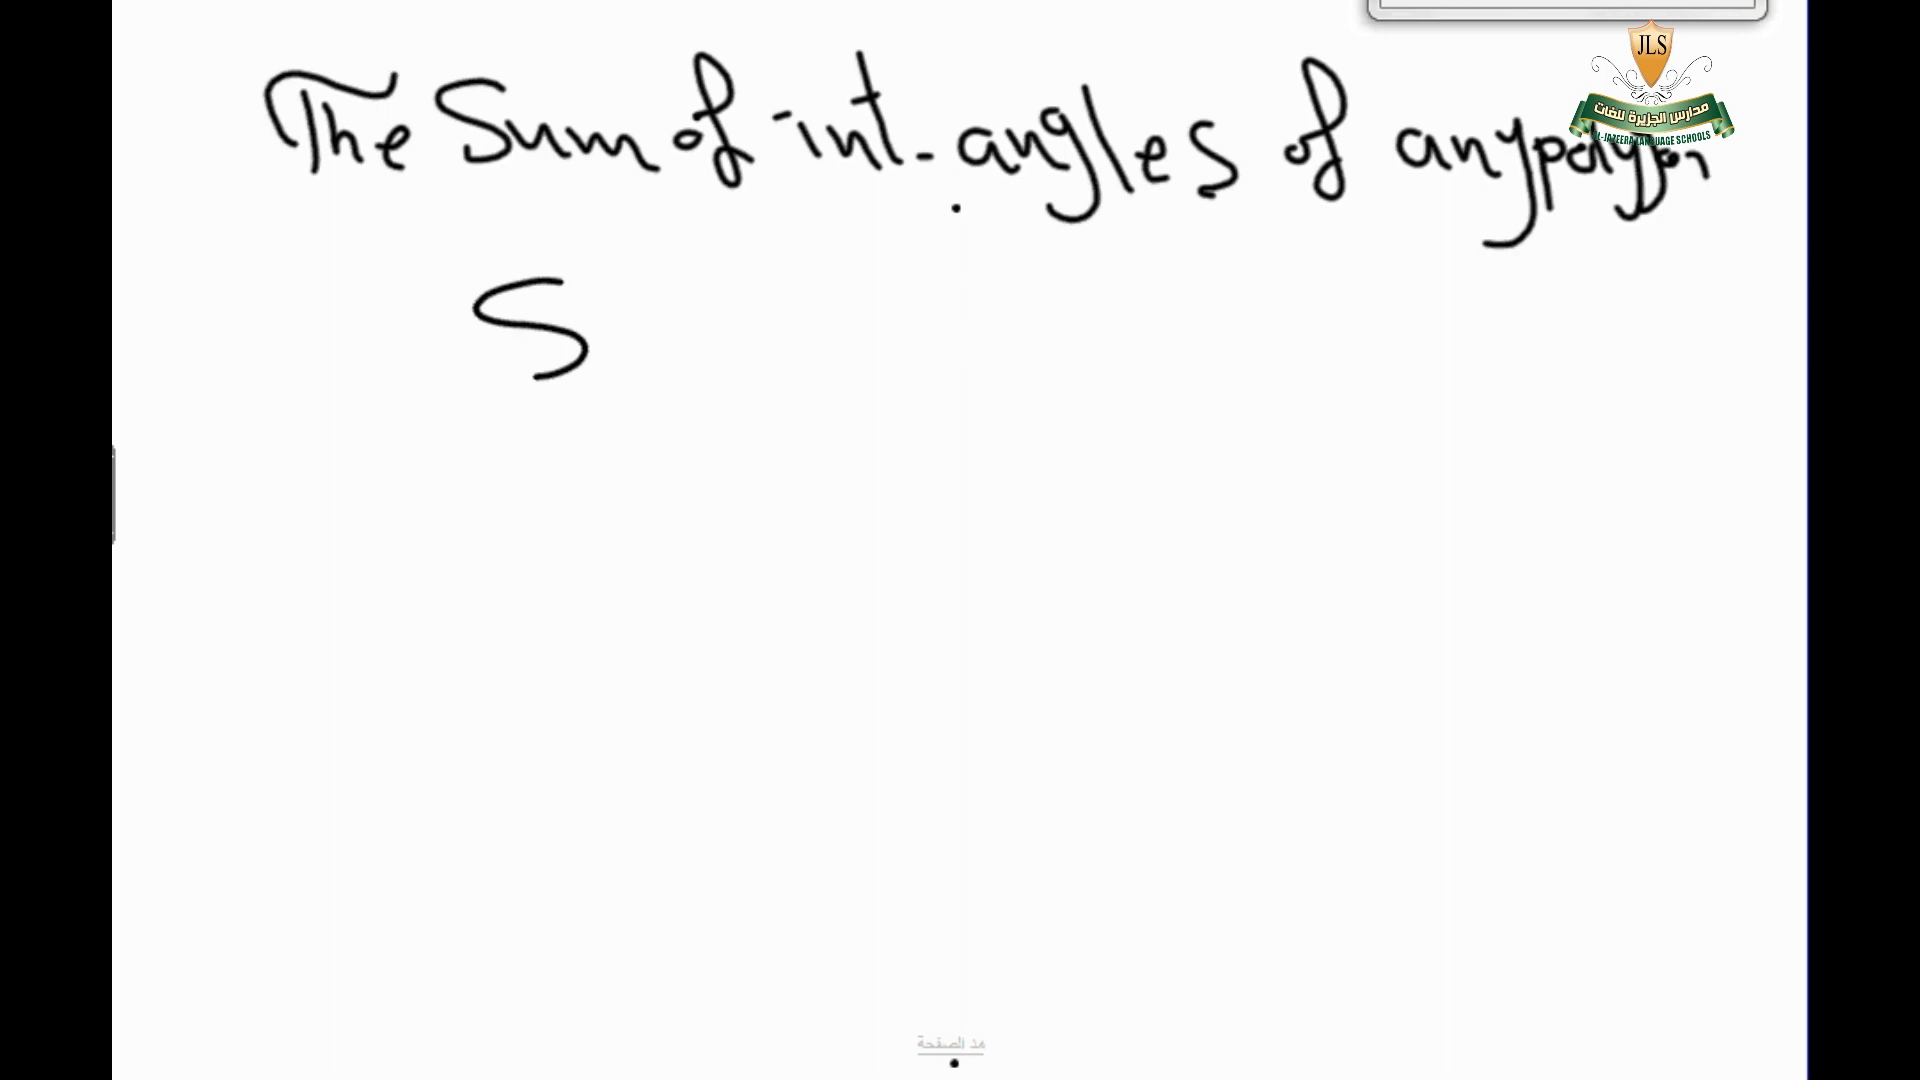 JLS
مدارس الجزيرة للغات
AL-JAZEERA LANGUAGE SCHOOLS
The Sum of int. angles of any polygon
S
مد الصفحة